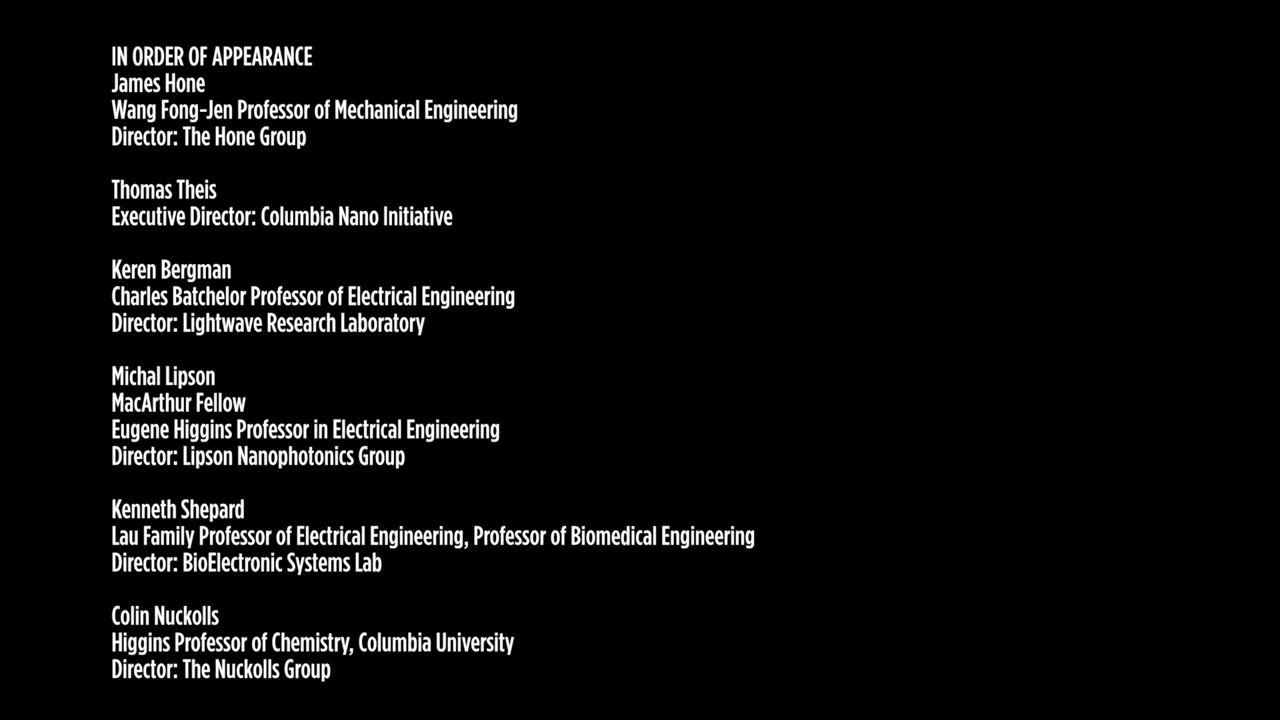 IN ORDER OF APPEARANCE
James Hone
Wang Fong-Jen Professor of Mechanical Engineering
Director: The Hone Group
Thomas Theis
Executive Director: Columbia Nano Initiative
Keren Bergman
Charles Batchelor Professor of Electrical Engineering
Director: Lightwave Research Laboratory
Michal Lipson
MacArthur Fellow
Eugene Higgins Professor in Electrical Engineering
Director: Lipson Nanophotonics Group
Kenneth Shepard
Lau Family Professor of Electrical Engineering, Professor of Biomedical Engineering
Director: BioElectronic Systems Lab
Colin Nuckolls
Higgins Professor of Chemistry, Columbia University
Director: The Nuckolls Group